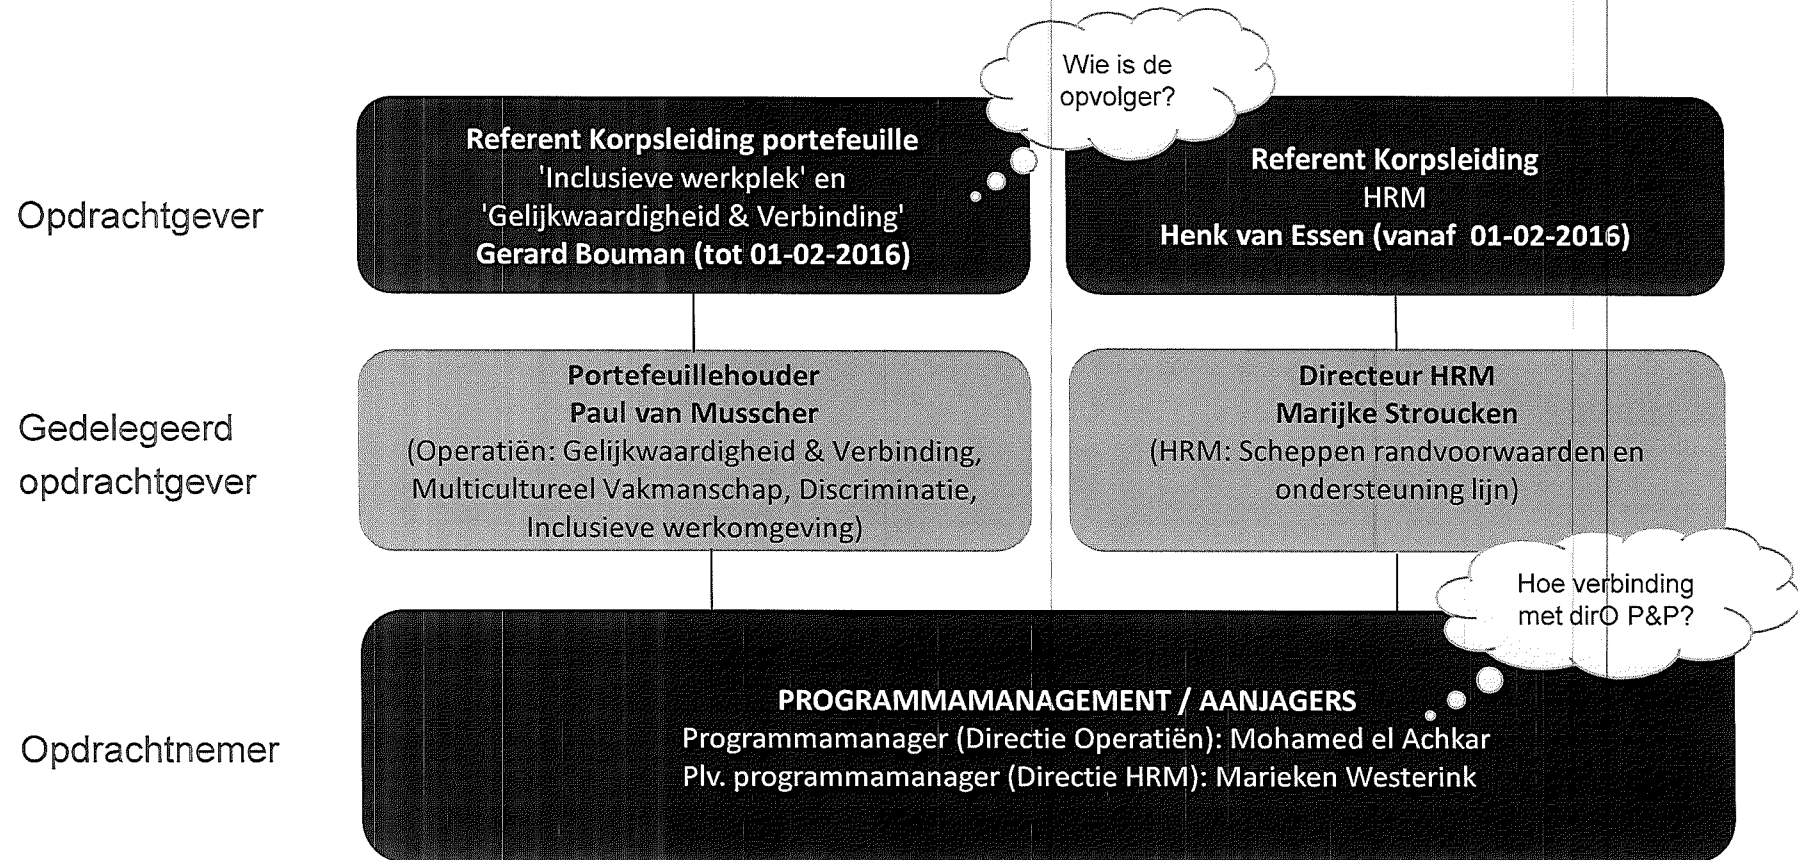 Wie is de
opvolger?
Opdrachtgever
Referent Korpsleiding portefeuille
'Inclusieve werkplek' en
'Gelijkwaardigheid & Verbinding'
Gerard Bouman (tot 01-02-2016)
Referent Korpsleiding
HRM
Henk van Essen (vanaf 01-02-2016)
Gedelegeerd
opdrachtgever
Portefeuillehouder
Paul van Musscher
(Operatiën: Gelijkwaardigheid & Verbinding,
Multicultureel Vakmanschap, Discriminatie,
Inclusieve werkomgeving)
Directeur HRM
Marijke Stroucken
(HRM: Scheppen randvoorwaarden en
ondersteuning lijn)
Hoe verbinding
met dirO P&P?
Opdrachtnemer
PROGRAMMAMANAGEMENT / AANJAGERS
Programmamanager (Directie Operatiën): Mohamed el Achkar
Plv. programmamanager (Directie HRM): Marieken Westerink